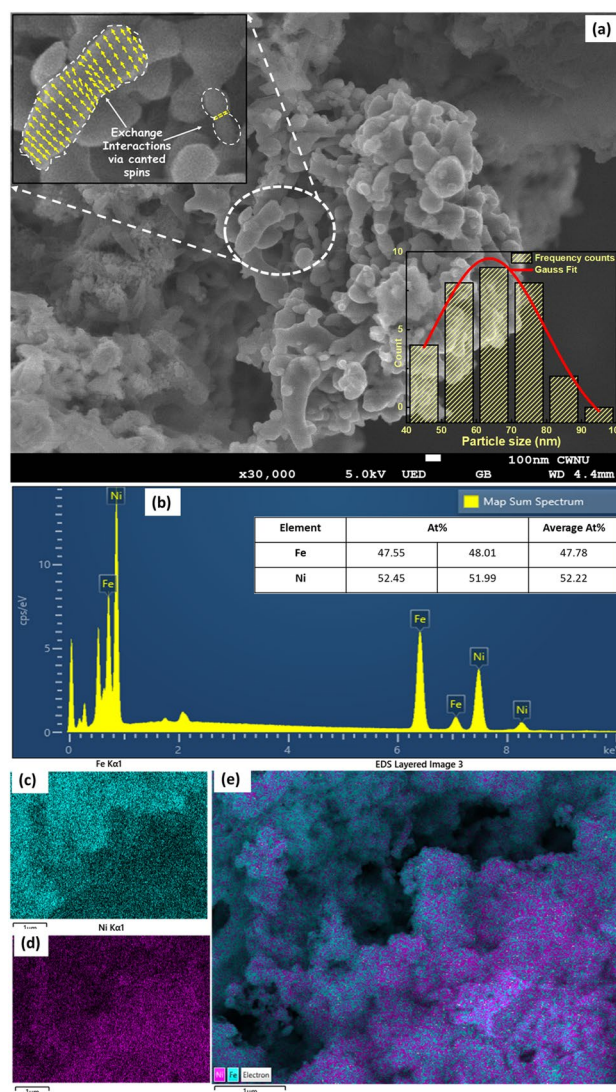 (a)
Exchange
Interactions
via canted
spins
Frequency counts
Gauss Fit
10
5
0
Count
40 50 60 70 80 90 100
Particle size (nm)
100nm CWNU
x30,000 5.0kV UED GB WD 4.4mm
(b)
Map Sum Spectrum
Element At% Average At%
Fe 47.55 48.01 47.78
Ni 52.45 51.99 52.22
Ni
Fe
Fe
Ni
Fe
Ni
10
5
0
cps/eV
0 2 4 6 8 keV
Fe Kα1
EDS Layered Image 3
(c)
1μm
(e)
Ni Kα1
(d)
1μm
Ni Fe Electron
1μm